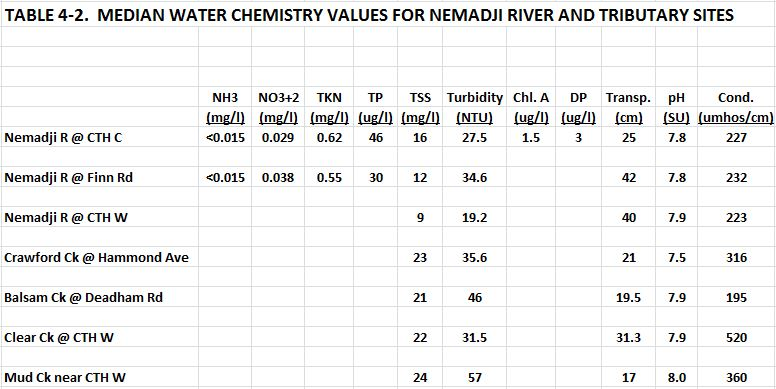 TABLE 4-2. MEDIAN WATER CHEMISTRY VALUES FOR NEMADJI RIVER AND TRIBUTARY SITES
NH3 NO3+2 TKN TP TSS Turbidity Chl. A DP Transp. pH Cond.
(mg/l) (mg/l) (mg/l) (ug/l) (mg/l) (NTU) (ug/l) (ug/l) (cm) (SU) (umhos/cm)
Nemadji R @ CTH C <0.015 0.029 0.62 46 16 27.5 1.5 3 25 7.8 227
Nemadji R @ Finn Rd <0.015 0.038 0.55 30 12 34.6 42 7.8 232
Nemadji R @ CTH W 9 19.2 40 7.9 223
Crawford Ck @ Hammond Ave 23 35.6 21 7.5 316
Balsam Ck @ Deadham Rd 21 46 19.5 7.9 195
Clear Ck @ CTH W 22 31.5 31.3 7.9 520
Mud Ck near CTH W 24 57 17 8.0 360